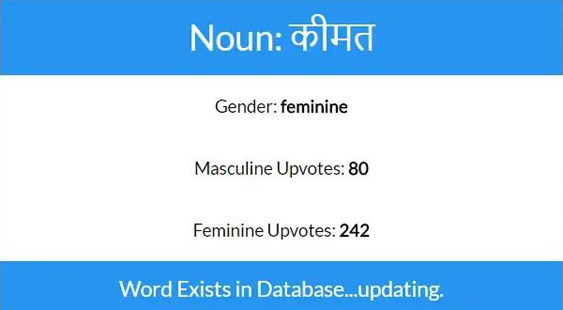 Noun: कीमत
Gender: feminine
Masculine Upvotes: 80
Feminine Upvotes: 242
Word Exists in Database...updating.